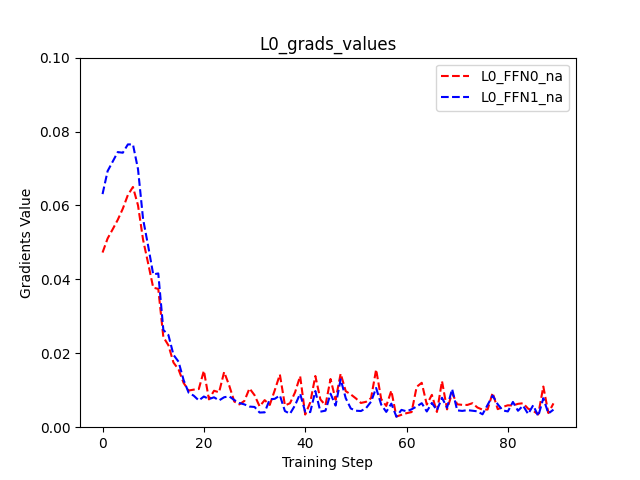 L0_grads_values
0.10
0.08
0.06
0.04
0.02
0.00
Gradients Value
L0_FFN0_na
L0_FFN1_na
0
20
40
60
80
Training Step